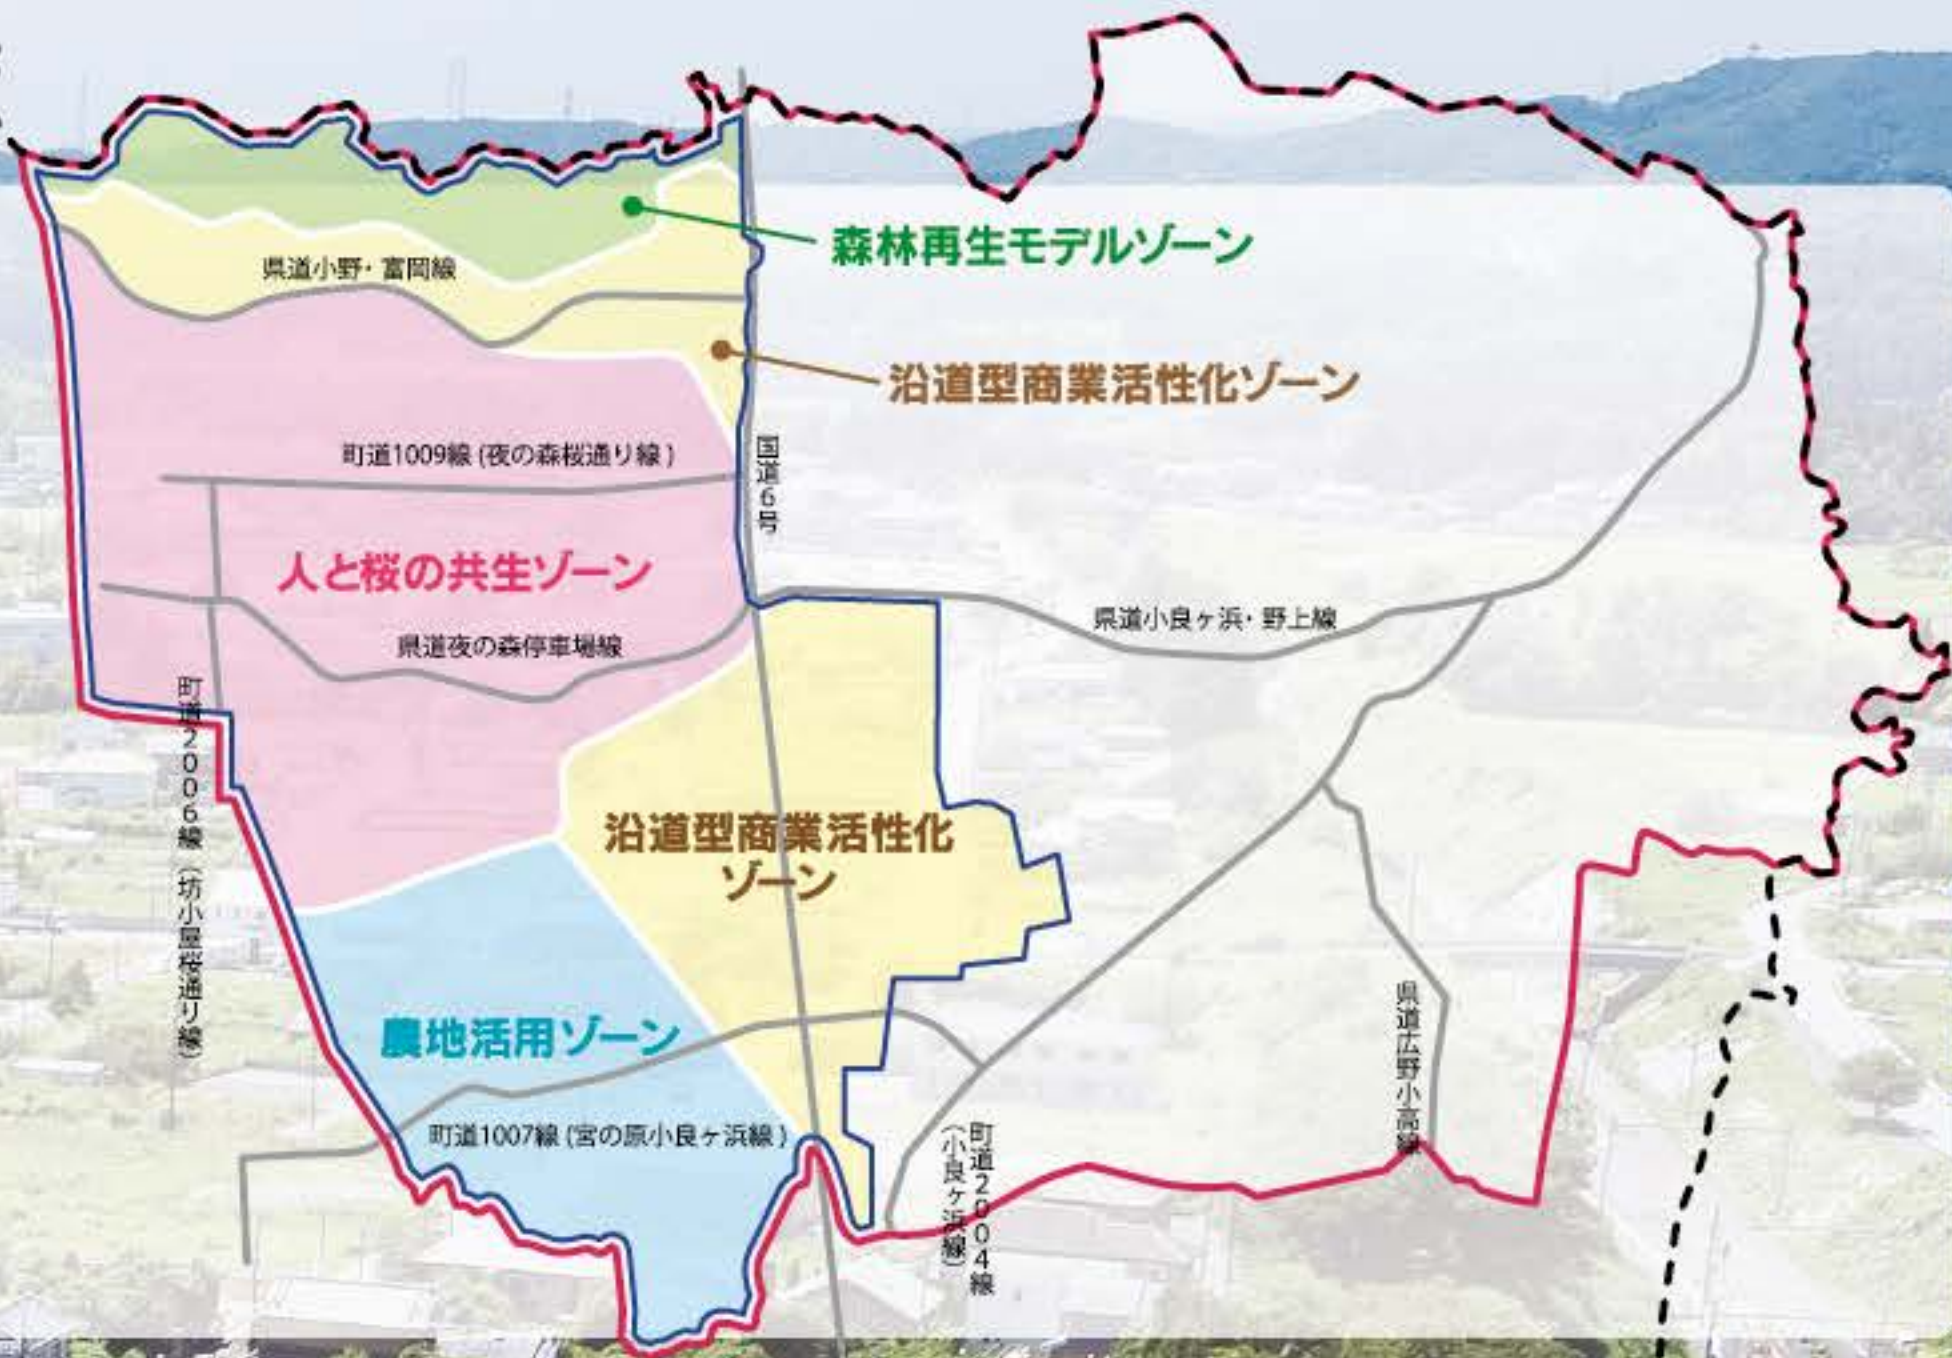 森林再生モデルゾーン
県道小野・富岡線
沿道型商業活性化ゾーン
町道1009線(夜の森桜通り線)
国道6号
人と桜の共生ゾーン
県道小良ヶ浜・野上線
県道夜の森停車場線
町道2006線(坊小屋桜通り線)
沿道型商業活性化
ゾーン
農地活用ゾーン
県道広野小高線
町道1007線(宮の原小良ヶ浜線)
町道2004線
(小良ヶ浜線)